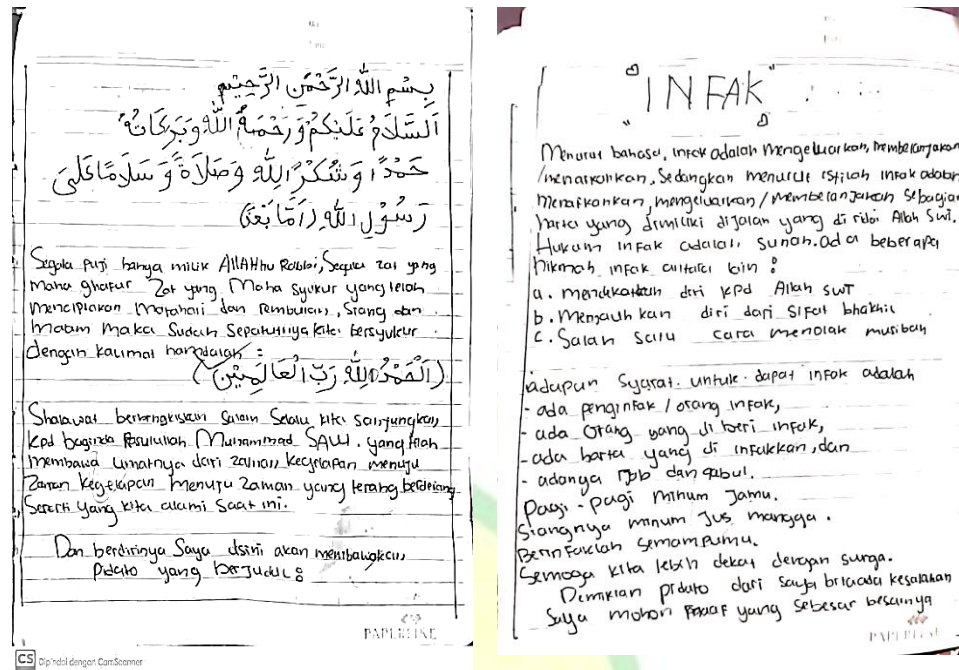 بِسْمِ اللهِ الرَّحْمَنِ الرَّحِيْمِ
اَلسَّلَامُ عَلَيْكُمْ وَرَحْمَةُ اللهِ وَبَرَكَاتُهُ
حَمْدًا وَشُكْرًا لِلهِ وَصَلَاةً وَسَلَامًا عَلَى
رَسُوْلِ اللهِ (اَمَّا بَعْدُ)
Segala puji hanya milik ALLAHhu Robbi, Segala zat yang
maha ghafur Zat yang Maha syukur yang telah
menciptakan Matahari dan Rembulan, Siang dan
malam maka Sudah Sepatutnya kita bersyukur
dengan kalimat hamdalah :
(اَلْحَمْدُ لِلهِ رَبِّ الْعَالَمِيْنَ)
Shalawat beriringkan Salam Selalu kita sanjungkan,
kpd baginda Rasulullah Muhammad SAW. yang telah
membawa umatnya dari zaman kegelapan menuju
Zaman kegelapan menuju zaman yang terang berderang
Seperti yang kita alami saat ini.
Dan berdirinya Saya disini akan membawakan,
Pidato yang berjudul :
PAPERLINE
CS Dipindai dengan CamScanner
"INFAK"
Menurut bahasa, infak adalah Mengeluarkan, membelanjakan
/menafkahkan, Sedangkan menurut istilah infak adalah
Menafkahkan, mengeluarkan / Membelanjakan Sebagian
harta yang dimiliki dijalan yang di ridoi Allah Swt.
Hukum infak adalah sunah. ada beberapa
hikmah infak antara lain :
a. mendekatkan diri kpd Allah SWT
b. Menjauhkan diri dari Sifat bhakhil
c. Salah satu cara menolak musibah
adapun Syarat untuk dapat infak adalah
- ada penginfak / orang infak,
- ada orang yang di beri infak,
- ada harta yang di infakkan, dan
- adanya ijab dan qabul.
Pagi - pagi minum Jamu.
Siangnya minum Jus mangga.
Berinfaklah Semampumu.
Semoga kita lebih dekat dengan surga.
Demikian pidato dari saya bilaada kesalahan
Saya mohon maaf yang sebesar besarnya
PAPERLINE